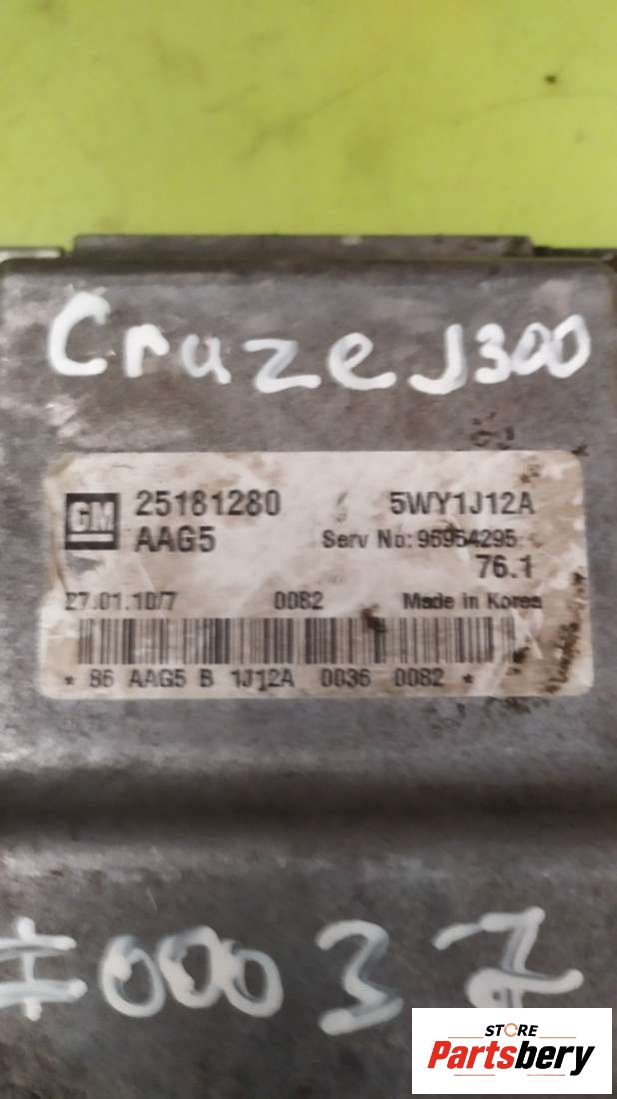 Cruze J300
GM 25181280 5WY1J12A
AAG5 Serv No: 96954295
76.1
27.01.10/7 0082 Made in Korea
* 86 AAG5 B 1J12A 0036 0082 *
#00037
STORE
Partsbery